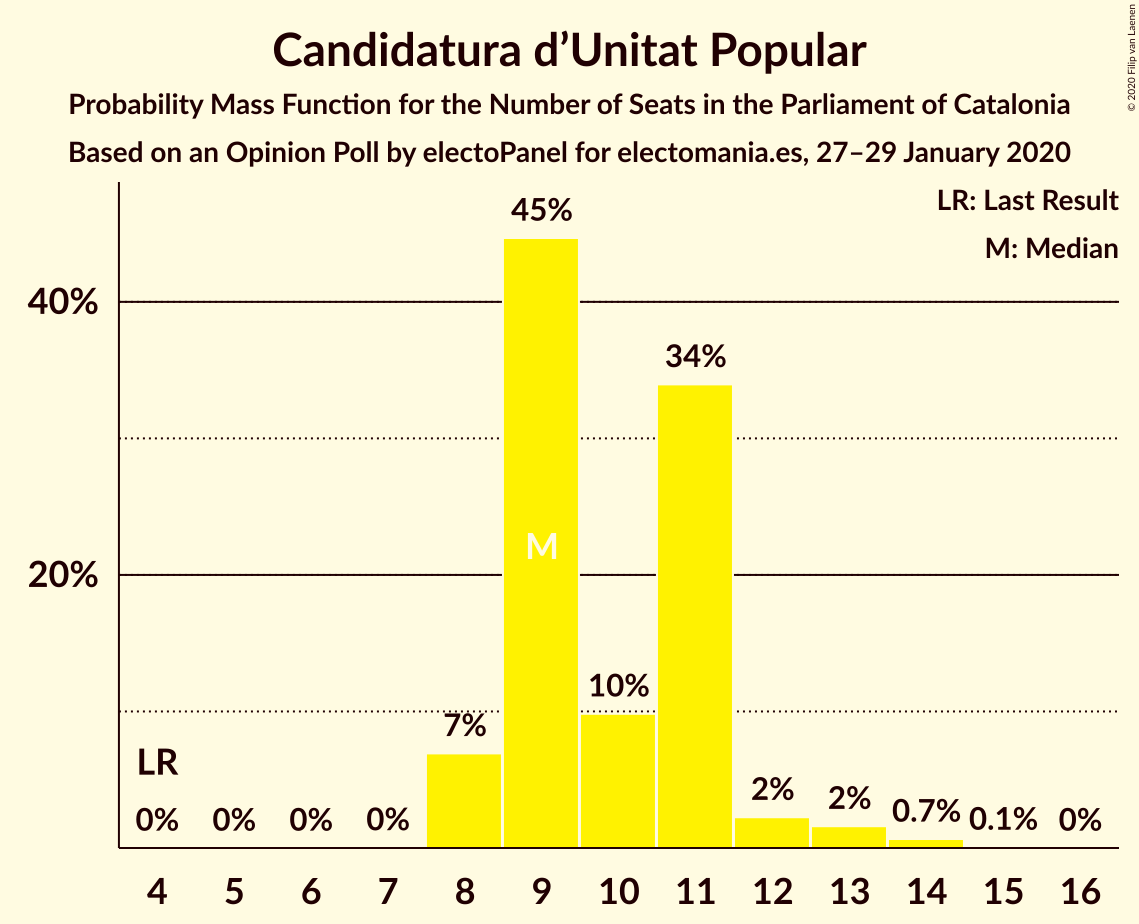 Candidatura d’Unitat Popular
Probability Mass Function for the Number of Seats in the Parliament of Catalonia
Based on an Opinion Poll by electoPanel for electomania.es, 27–29 January 2020
© 2020 Filip van Laenen
LR: Last Result
M: Median
45%
40%
34%
M
20%
10%
7%
LR
0% 0% 0% 0% 2% 2% 0.7% 0.1% 0%
4 5 6 7 8 9 10 11 12 13 14 15 16